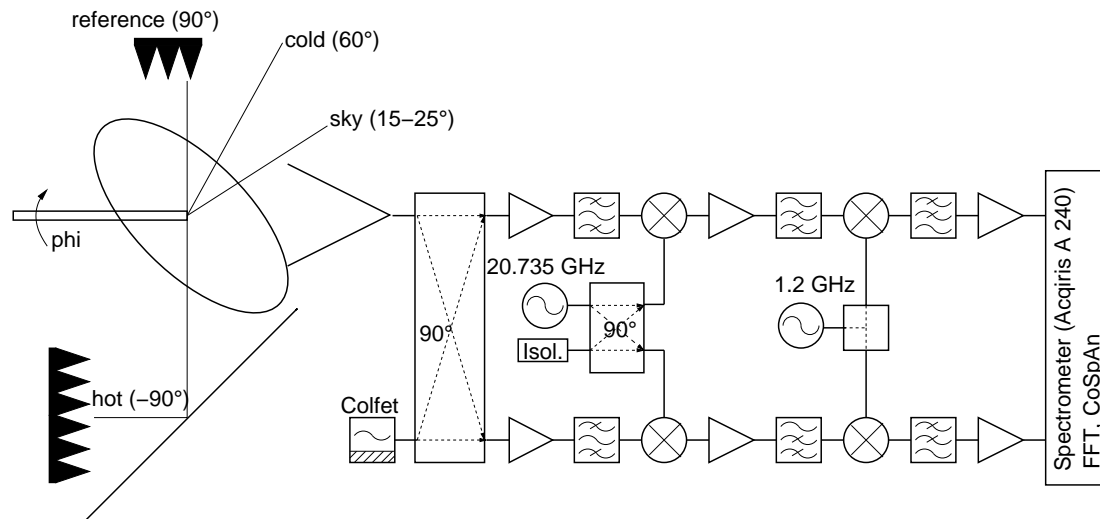 reference (90°)
cold (60°)
sky (15−25°)
phi
hot (−90°)
Colfet
90°
20.735 GHz
Isol.
90°
1.2 GHz
Spectrometer (Acqiris A 240)
FFT, CoSpAn